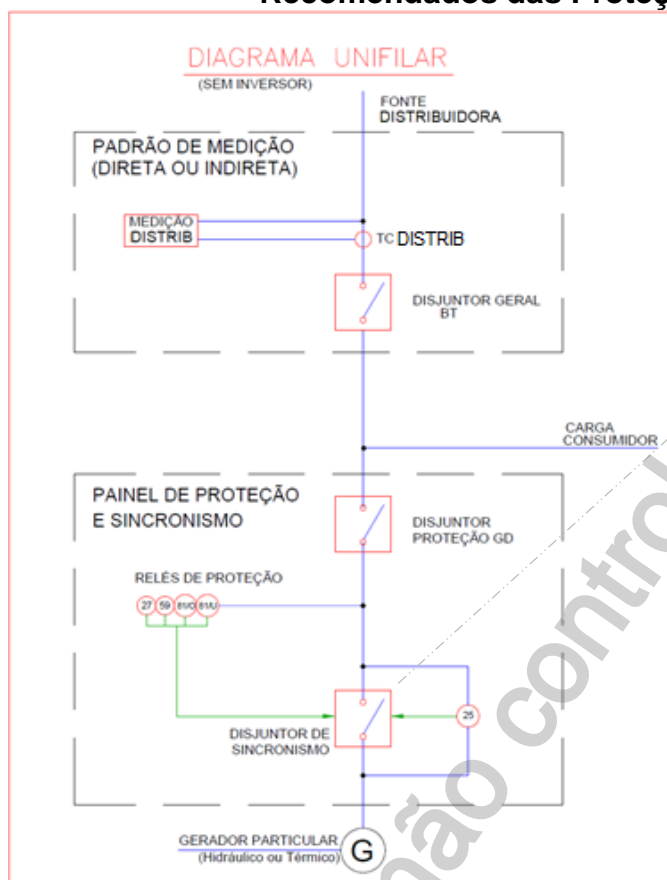 Recomendados das Proteç
DIAGRAMA UNIFILAR
(SEM INVERSOR)
FONTE
DISTRIBUIDORA
PADRÃO DE MEDIÇÃO
(DIRETA OU INDIRETA)
MEDIÇÃO
DISTRIB
TC DISTRIB
DISJUNTOR GERAL
BT
CARGA
CONSUMIDOR
PAINEL DE PROTEÇÃO
E SINCRONISMO
DISJUNTOR
PROTEÇÃO GD
RELÉS DE PROTEÇÃO
27 59 81/O 81/U
25
DISJUNTOR DE
SINCRONISMO
GERADOR PARTICULAR
(Hidráulico ou Térmico)
G
não control